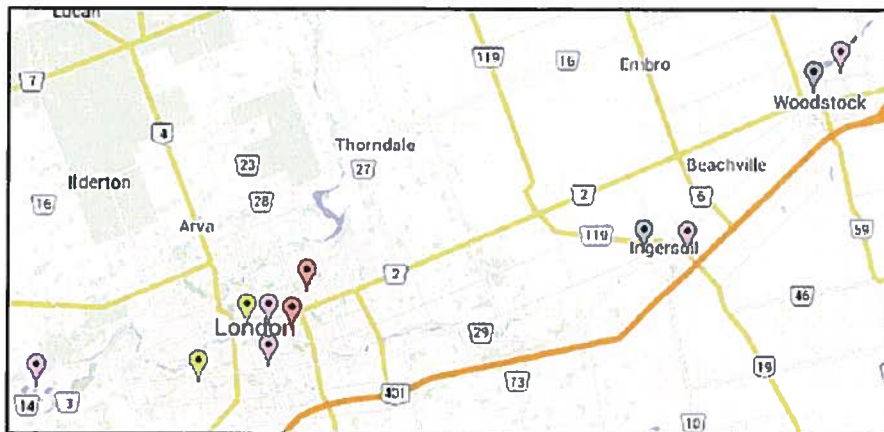 Lucan
119
16
Embro
7
Woodstock
4
Thorndale
23
27
Beachville
Ilderton
28
2
6
16
Arva
119
Ingersoll
59
2
46
London
29
19
14
3
401
73
10